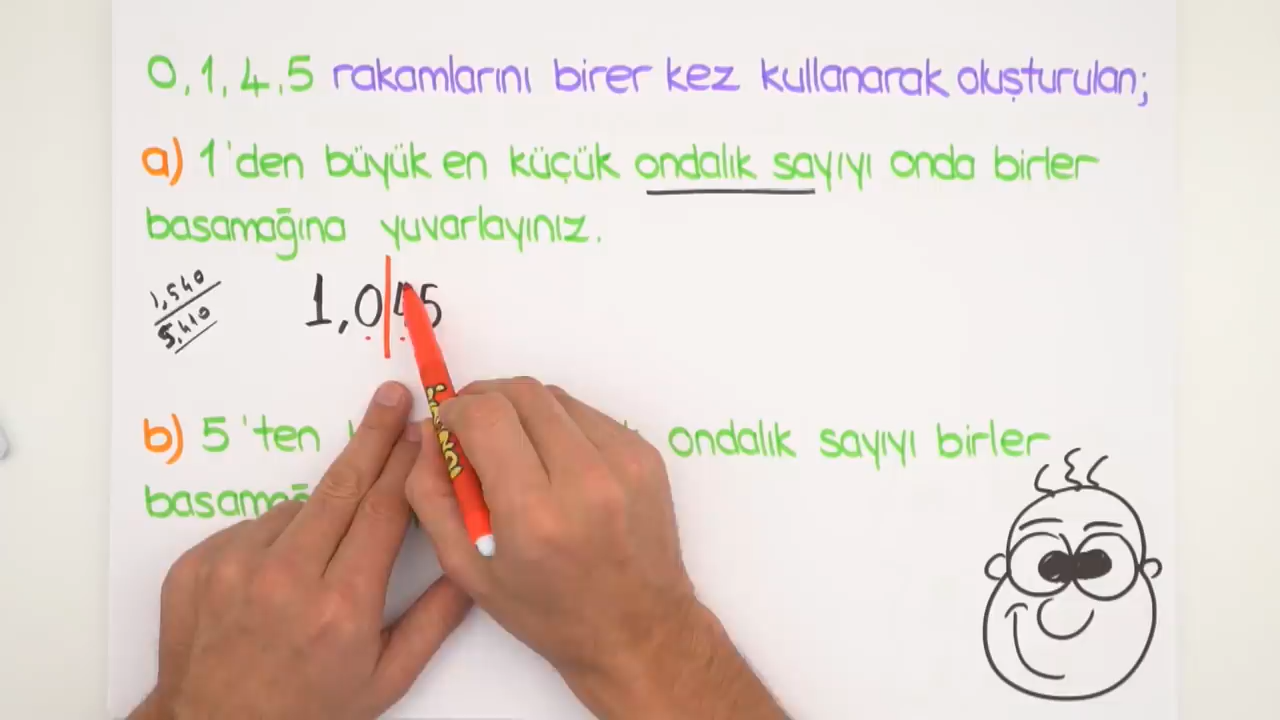 0,1,4,5 rakamlarını birer kez kullanarak oluşturulan;
a) 1'den büyük en küçük ondalık sayıyı onda birler
basamağına yuvarlayınız.
1,540
5,410
1,045
b) 5'ten ondalık sayıyı birler